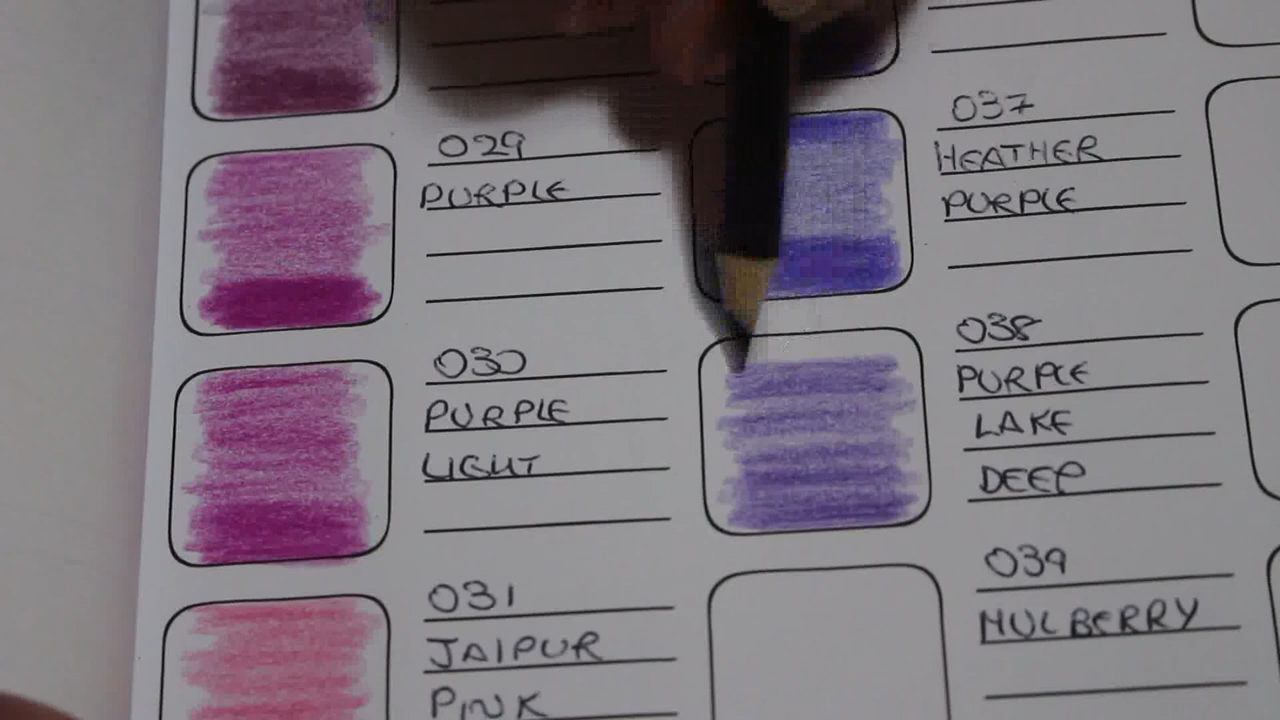 029
PURPLE
030
PURPLE
LIGHT
031
JAIPUR
PINK
037
HEATHER
PURPLE
038
PURPLE
LAKE
DEEP
039
MULBERRY